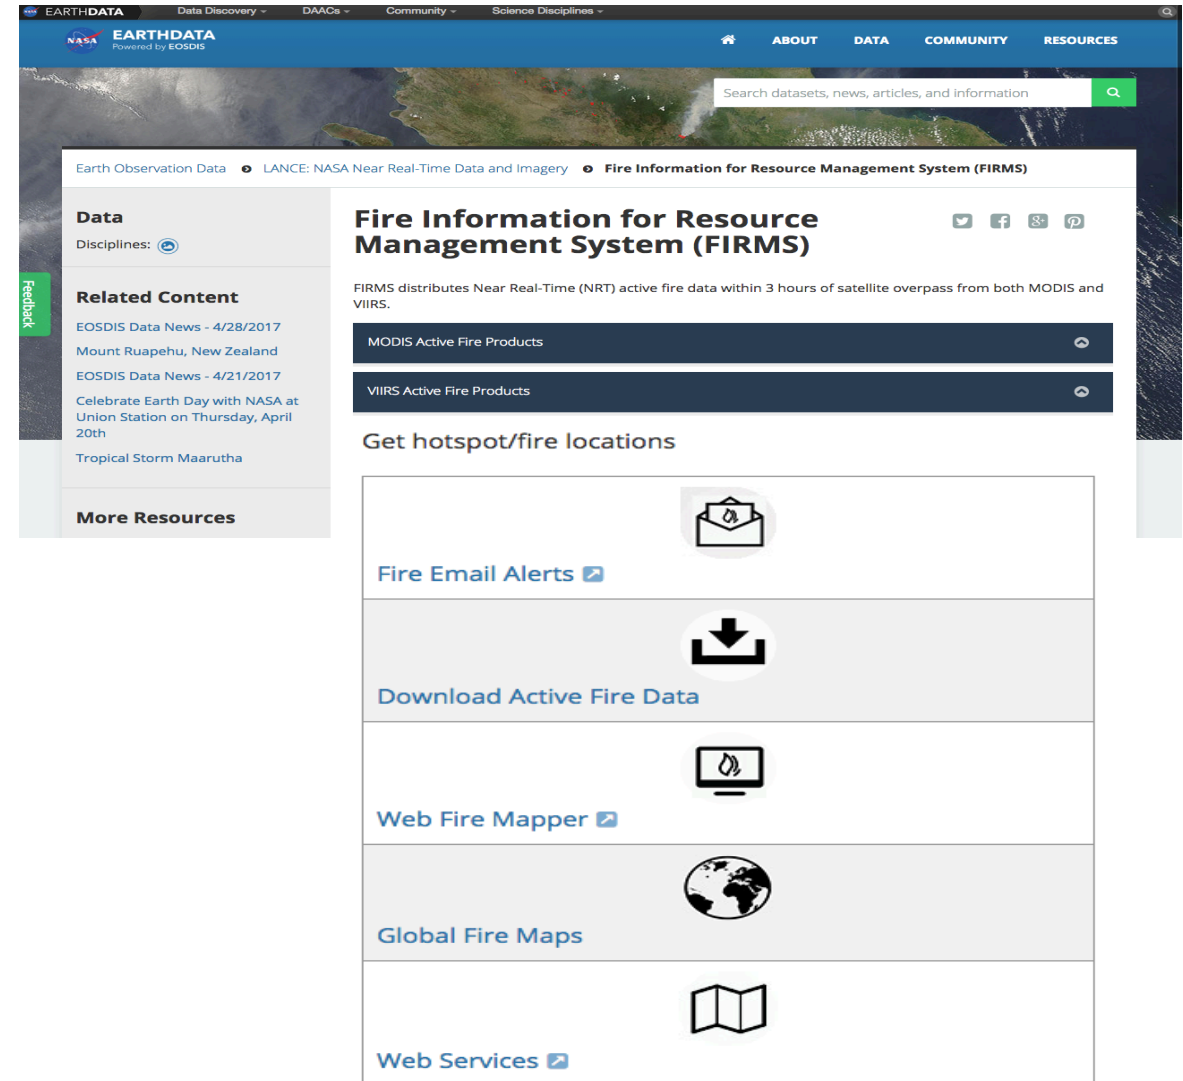 EARTHDATA Data Discovery DAACs Community Science Disciplines
NASA EARTHDATA
Powered by EOSDIS
ABOUT DATA COMMUNITY RESOURCES
Search datasets, news, articles, and information
Earth Observation Data LANCE: NASA Near Real-Time Data and Imagery Fire Information for Resource Management System (FIRMS)
Data
Disciplines:
Feedback
Related Content
EOSDIS Data News - 4/28/2017
Mount Ruapehu, New Zealand
EOSDIS Data News - 4/21/2017
Celebrate Earth Day with NASA at
Union Station on Thursday, April
20th
Tropical Storm Maarutha
More Resources
Fire Information for Resource
Management System (FIRMS)
FIRMS distributes Near Real-Time (NRT) active fire data within 3 hours of satellite overpass from both MODIS and
VIIRS.
MODIS Active Fire Products
VIIRS Active Fire Products
Get hotspot/fire locations
Fire Email Alerts
Download Active Fire Data
Web Fire Mapper
Global Fire Maps
Web Services